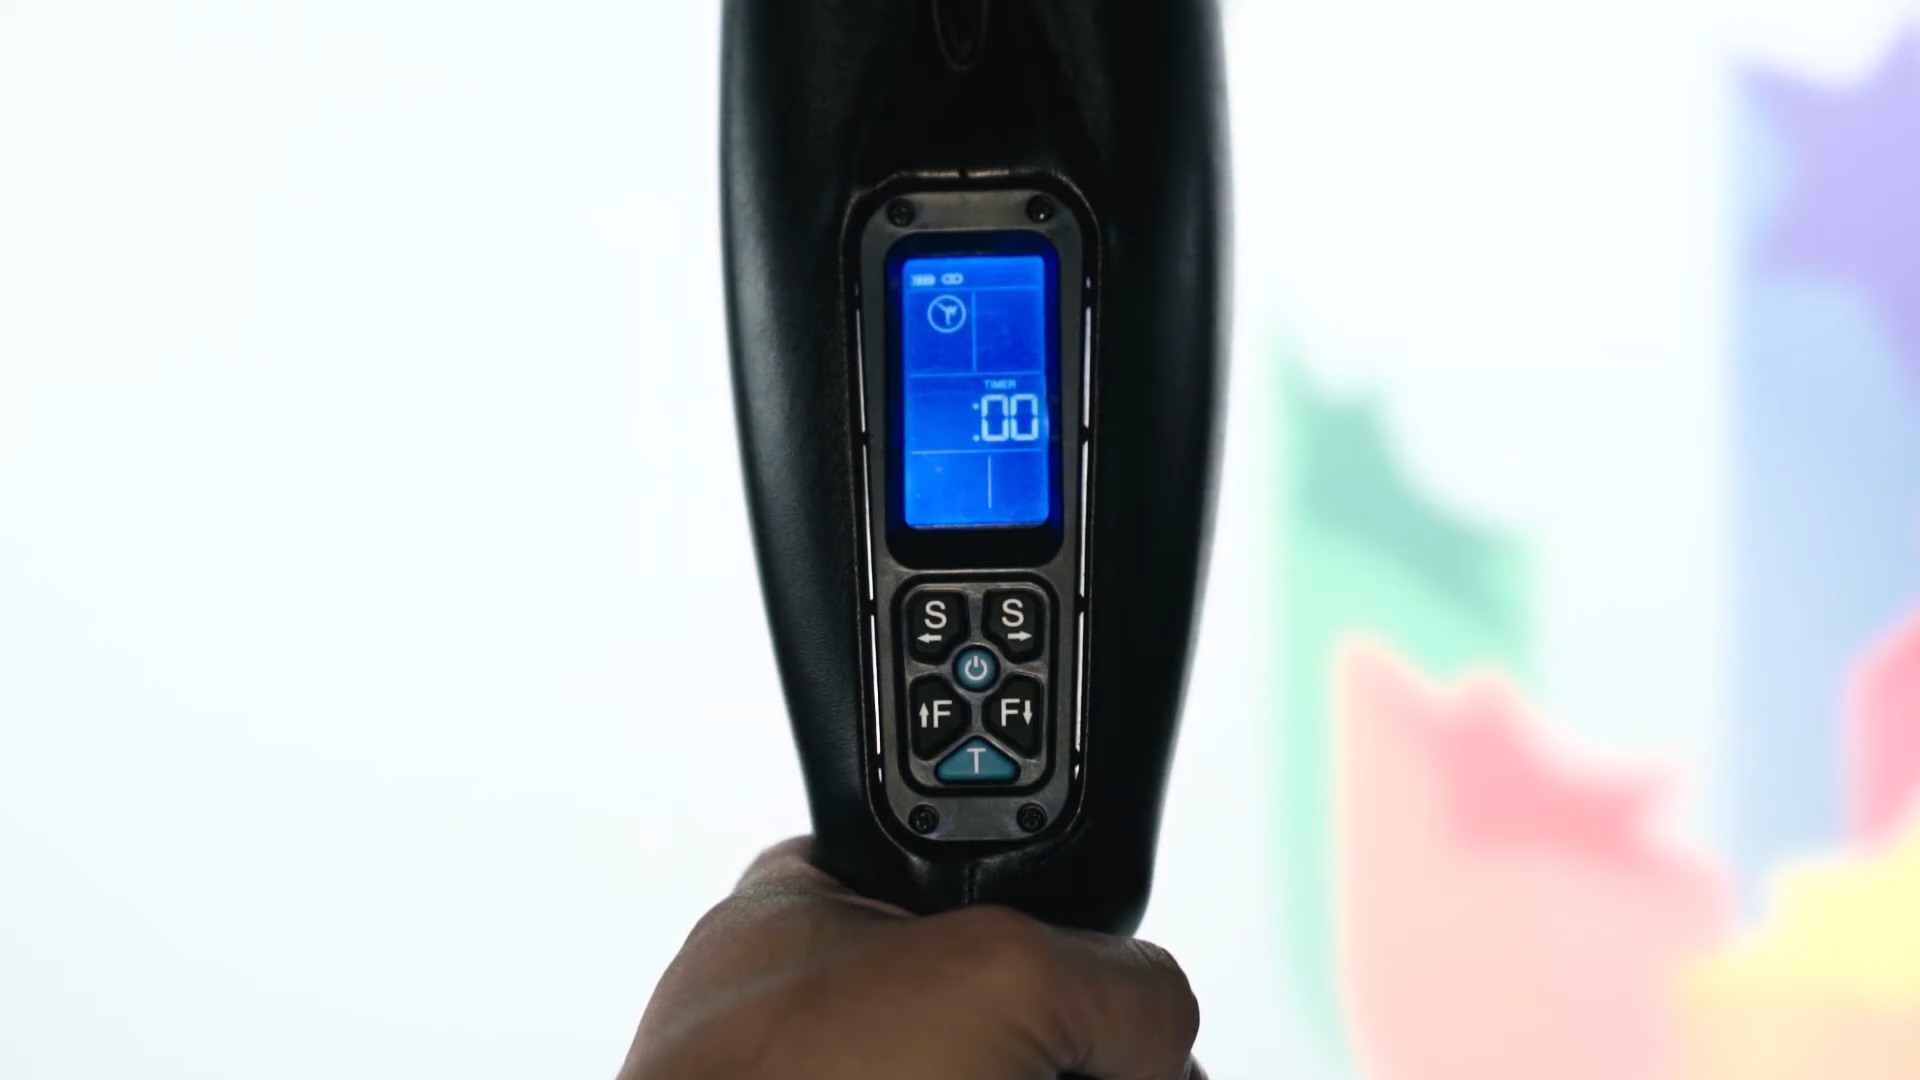 TIMER
:00
S S
← →
⏻
↑F F↓
T